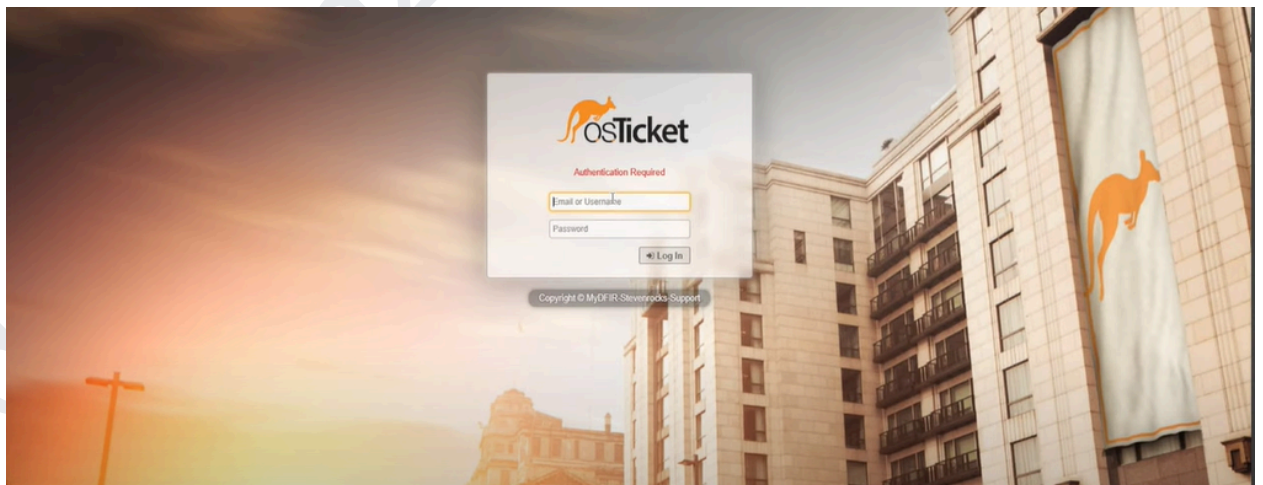 osTicket
Authentication Required
Email or Username
Password
Log In
Copyright © MyDFIR-Stevenrocks-Support